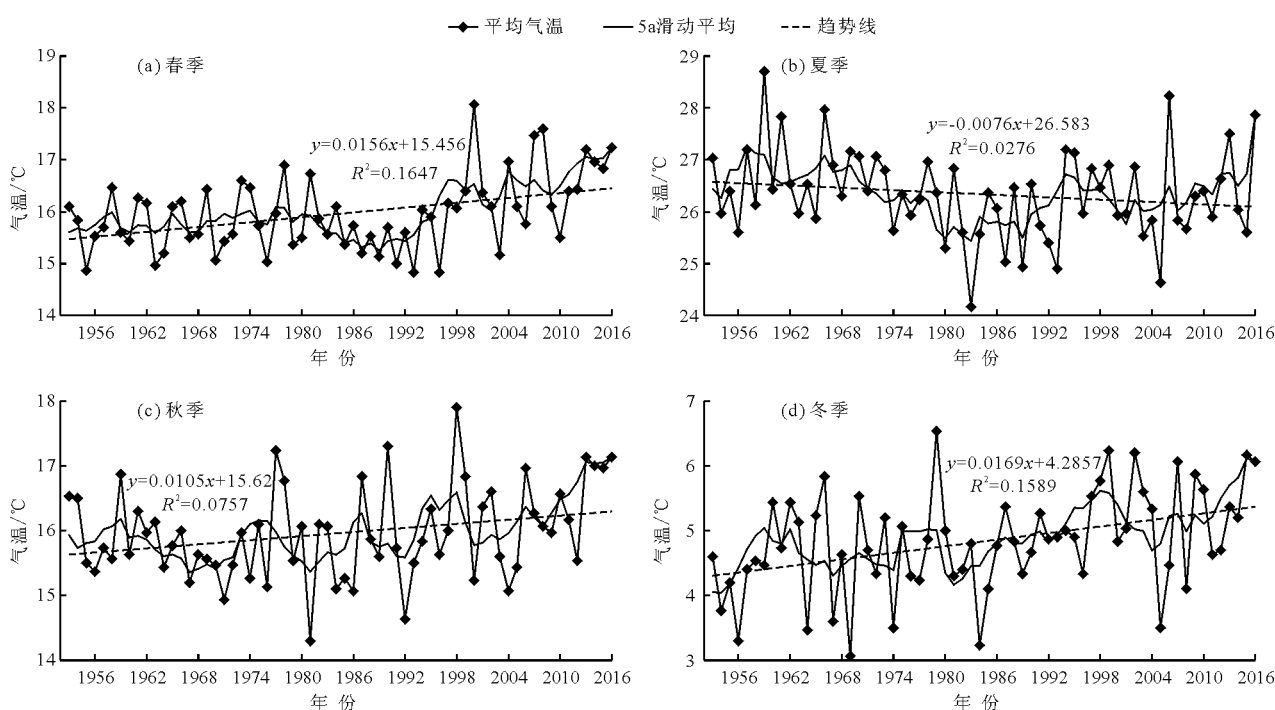 平均气温 5a滑动平均 趋势线
(a) 春季
y=0.0156x+15.456
R²=0.1647
气温/℃
19
18
17
16
15
14
1956 1962 1968 1974 1980 1986 1992 1998 2004 2010 2016
年 份
(b) 夏季
y=-0.0076x+26.583
R²=0.0276
气温/℃
29
28
27
26
25
24
1956 1962 1968 1974 1980 1986 1992 1998 2004 2010 2016
年 份
(c) 秋季
y=0.0105x+15.62
R²=0.0757
气温/℃
18
17
16
15
14
1956 1962 1968 1974 1980 1986 1992 1998 2004 2010 2016
年 份
(d) 冬季
y=0.0169x+4.2857
R²=0.1589
气温/℃
7
6
5
4
3
1956 1962 1968 1974 1980 1986 1992 1998 2004 2010 2016
年 份